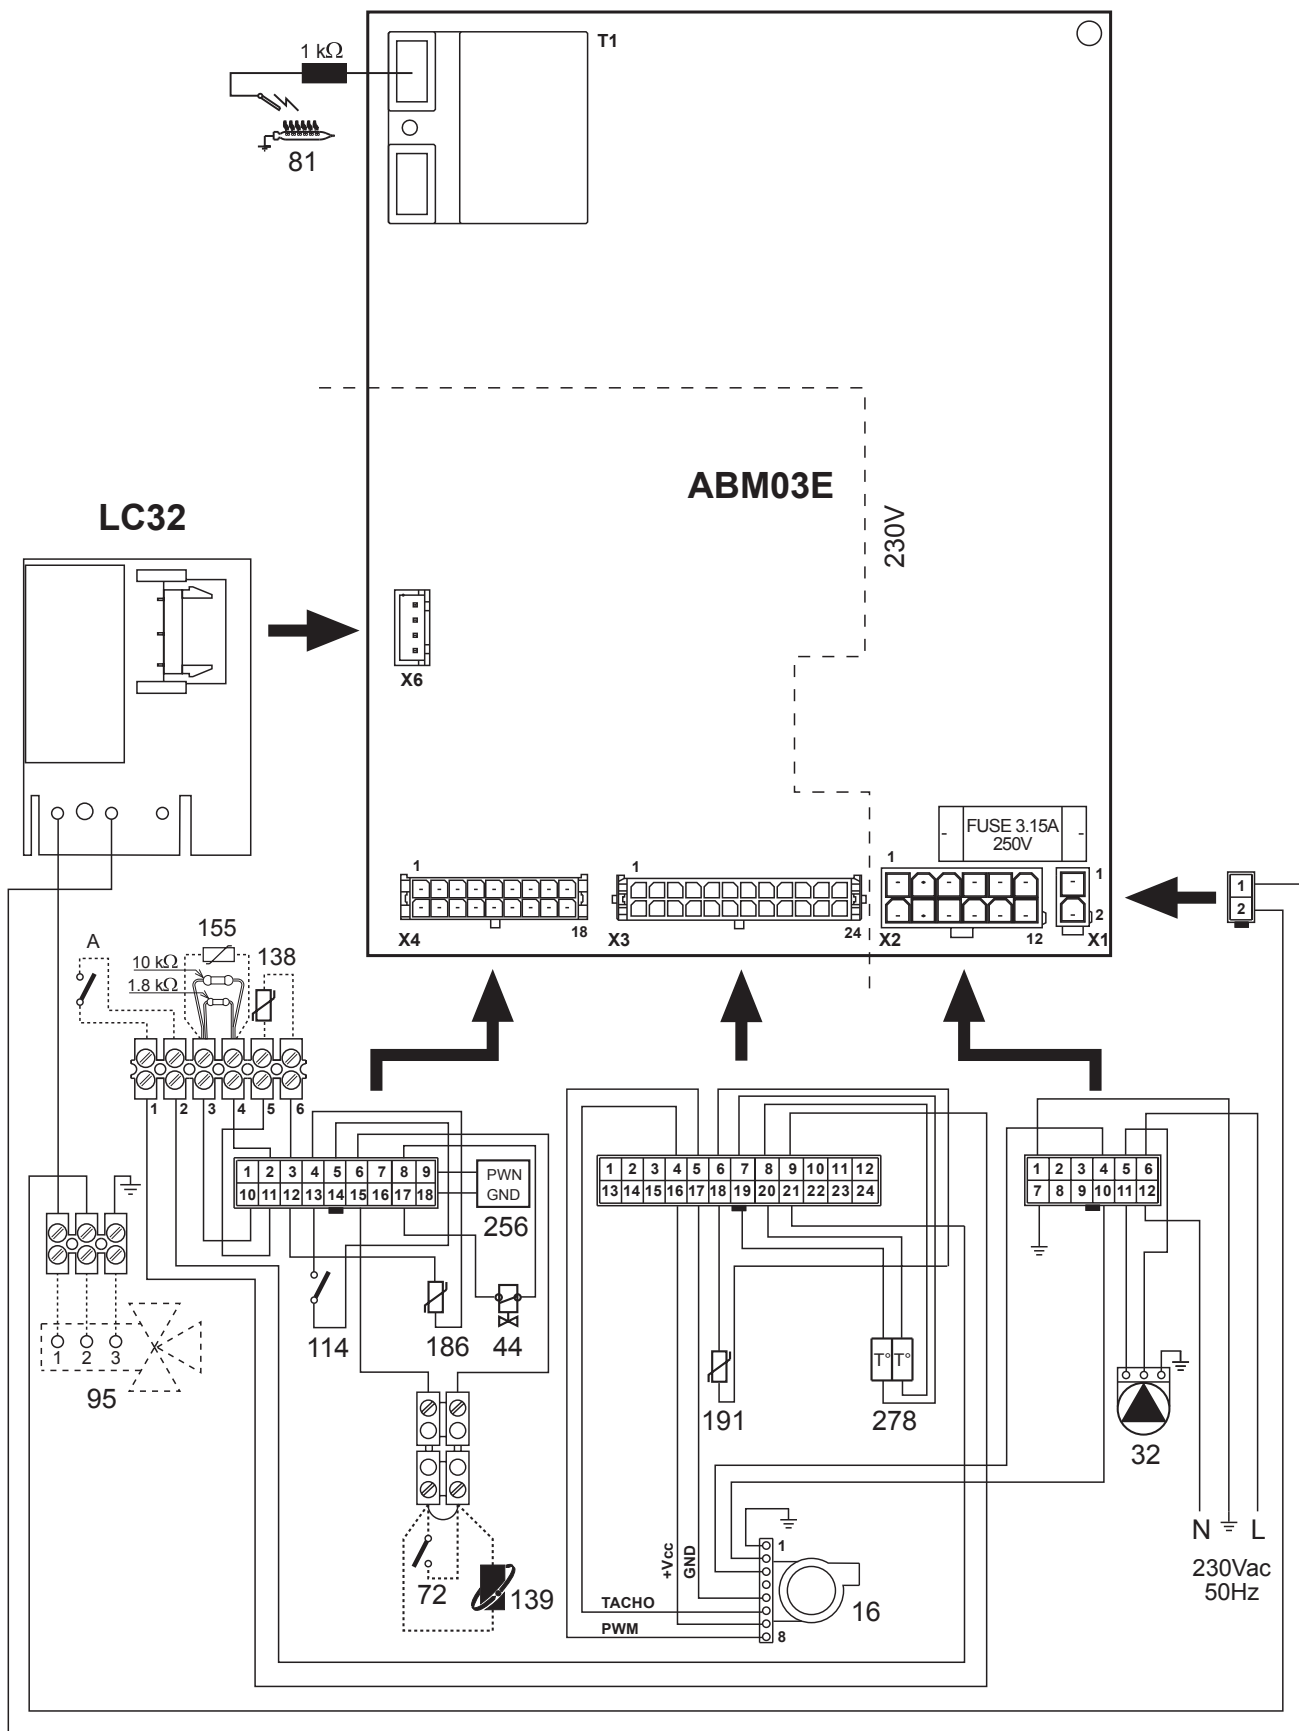 1 kΩ
T1
81
ABM03E
230V
LC32
X6
FUSE 3.15A
250V
1
18
X4
1
24
X3
1
12
X2
1
2
X1
1
2
A
155
10 kΩ
1.8 kΩ
138
1 2 3 4 5 6
1 2 3 4 5 6 7 8 9
10 11 12 13 14 15 16 17 18
PWN
GND
256
1 2 3 4 5 6 7 8 9 10 11 12
13 14 15 16 17 18 19 20 21 22 23 24
1 2 3 4 5 6
7 8 9 10 11 12
1 2 3
95
114
186
44
191
T° T°
278
32
72
139
+Vcc
GND
TACHO
PWM
1
8
16
N L
230Vac
50Hz